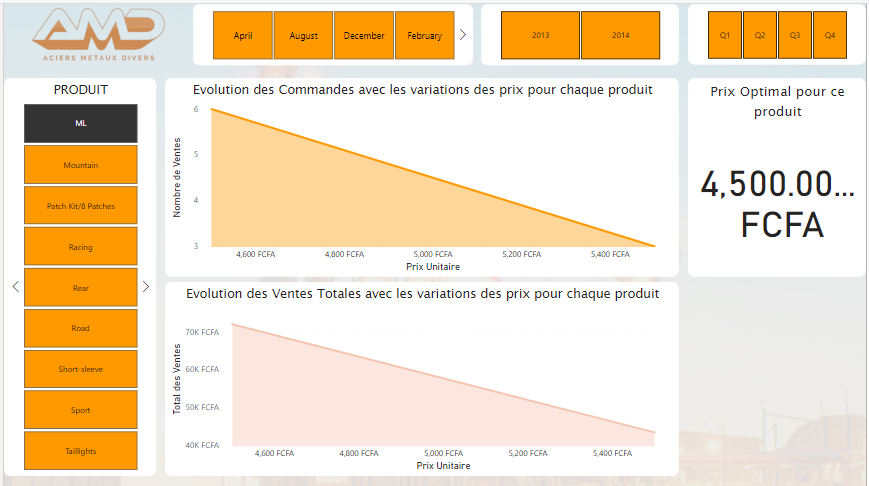 AMD
ACIERS METAUX DIVERS
April
August
December
February
2013
2014
Q1
Q2
Q3
Q4
PRODUIT
ML
Mountain
Patch Kit/8 Patches
Racing
Rear
Road
Short-sleeve
Sport
Taillights
Evolution des Commandes avec les variations des prix pour chaque produit
Nombre de Ventes
6
5
4
3
4,600 FCFA
4,800 FCFA
5,000 FCFA
5,200 FCFA
5,400 FCFA
Prix Unitaire
Prix Optimal pour ce
produit
4,500.00...
FCFA
Evolution des Ventes Totales avec les variations des prix pour chaque produit
Total des Ventes
70K FCFA
60K FCFA
50K FCFA
40K FCFA
4,600 FCFA
4,800 FCFA
5,000 FCFA
5,200 FCFA
5,400 FCFA
Prix Unitaire